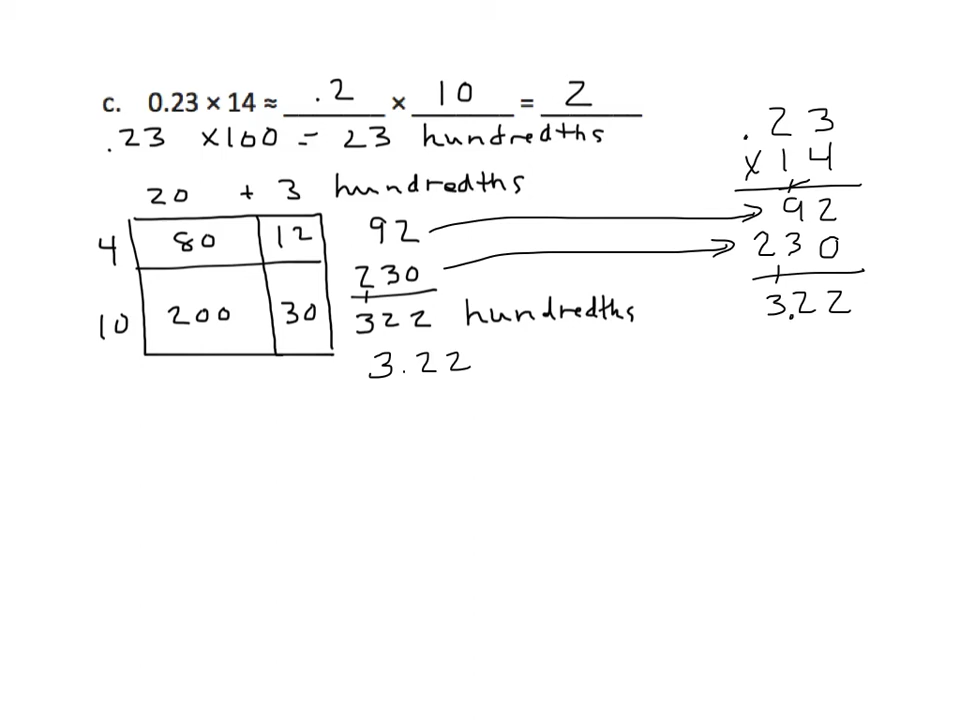 c. 0.23 × 14 ≈ .2 × 10 = 2
.23 ×100 = 23 hundredths
20 + 3 hundredths
4 80 12 92
10 200 30 230
322 hundredths
3.22
.23
×14
92
230
3.22